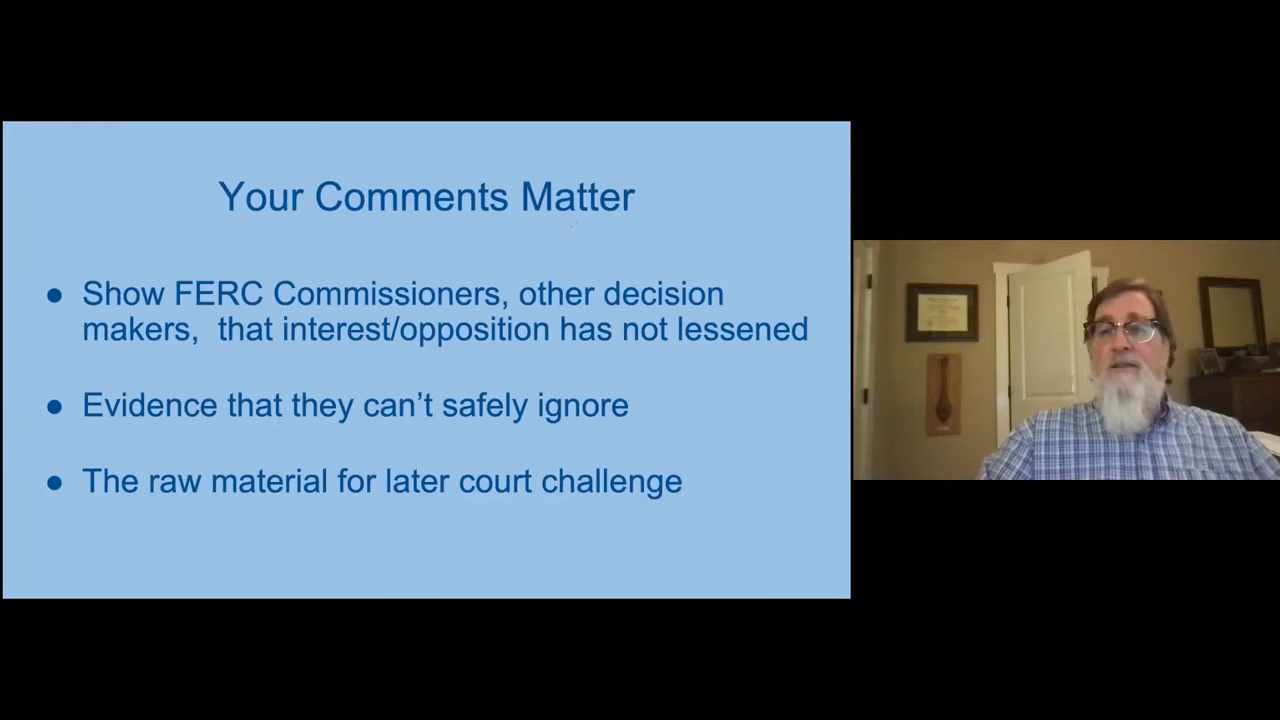 Your Comments Matter
● Show FERC Commissioners, other decision
makers,  that interest/opposition has not lessened
● Evidence that they can’t safely ignore
● The raw material for later court challenge